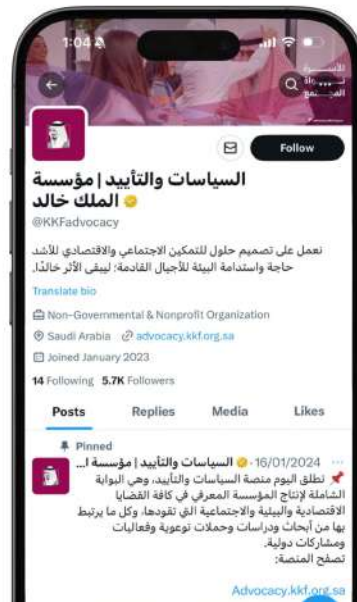 1:04
الأسـرة
المجتمع
Follow
السياسات والتأييد | مؤسسة
الملك خالد
@KKFadvocacy
نعمل على تصميم حلول للتمكين الاجتماعي والاقتصادي للأشد
حاجة واستدامة البيئة للأجيال القادمة؛ ليبقى الأثر خالدًا.
Translate bio
Non-Governmental & Nonprofit Organization
Saudi Arabia advocacy.kkf.org.sa
Joined January 2023
14 Following 5.7K Followers
Posts Replies Media Likes
Pinned
السياسات والتأييد | مؤسسة ا... ·16/01/2024 ...
📌 تطلق اليوم منصة السياسات والتأييد، وهي البوابة
الشاملة لإنتاج المؤسسة المعرفي في كافة القضايا
الاقتصادية والبيئية والاجتماعية التي تقودها، وكل ما يرتبط
بها من أبحاث ودراسات وحملات توعوية وفعاليات
ومشاركات دولية.
تصفح المنصة:
Advocacy.kkf.org.sa